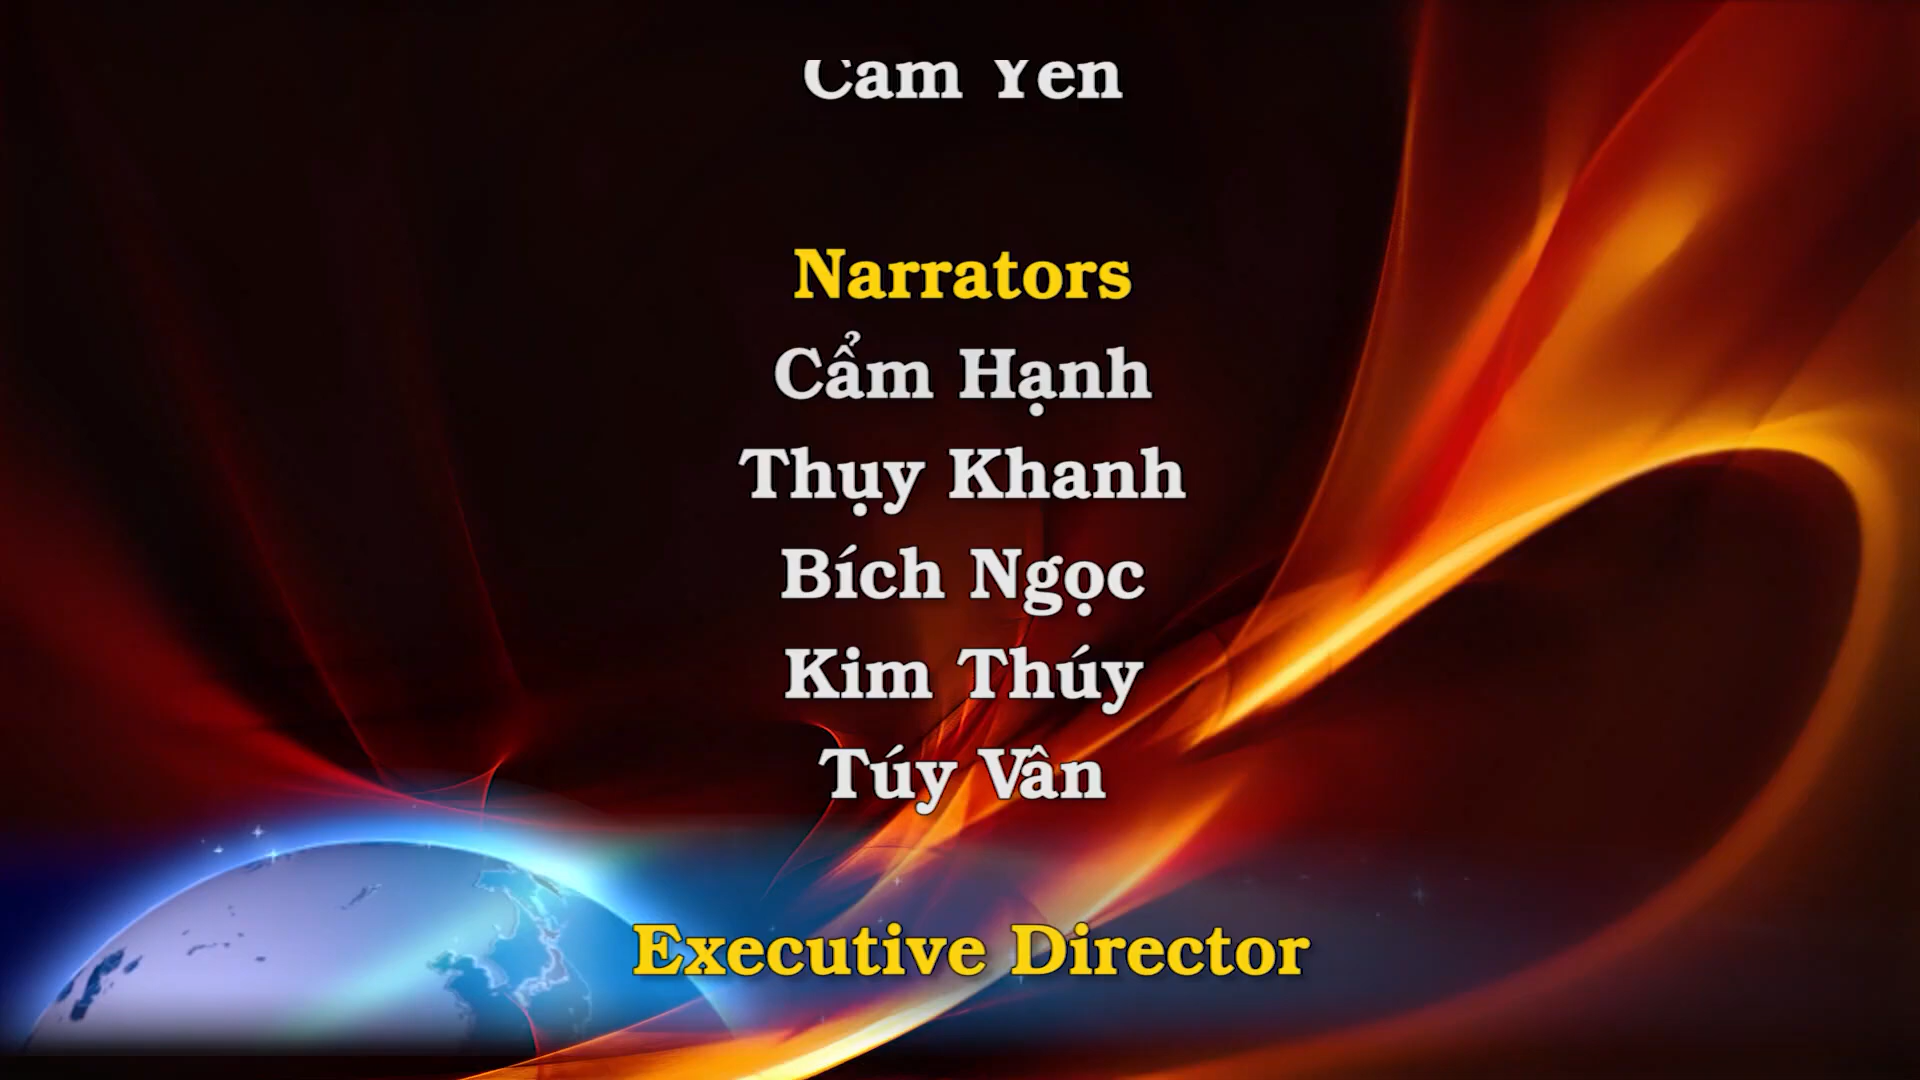 Narrators
Cẩm Hạnh
Thụy Khanh
Bích Ngọc
Kim Thúy
Túy Vân
Executive Director